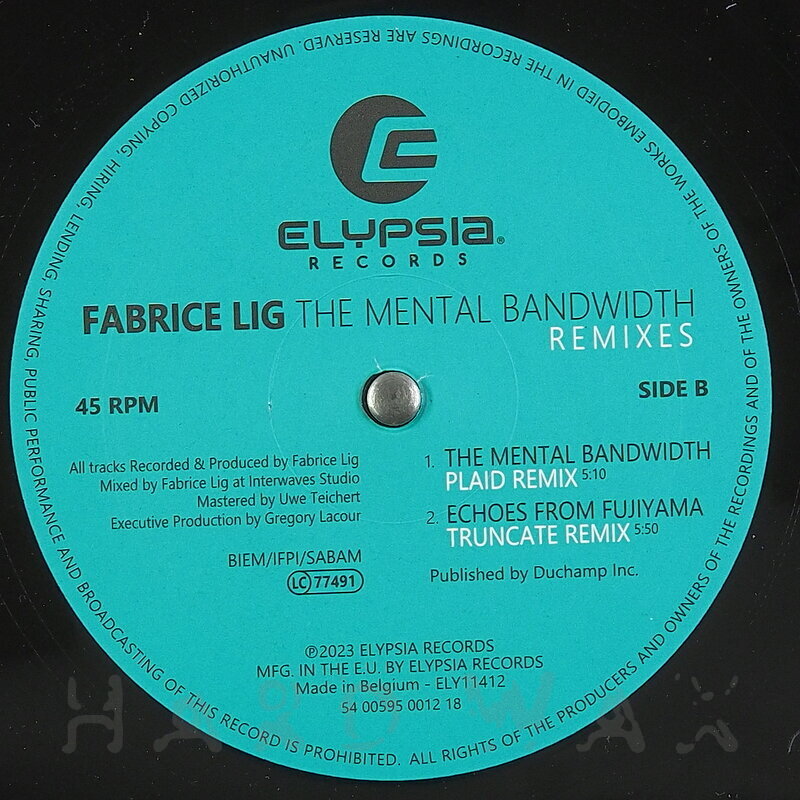 ELYPSIA®
RECORDS
FABRICE LIG THE MENTAL BANDWIDTH
REMIXES
45 RPM
SIDE B
All tracks Recorded & Produced by Fabrice Lig
Mixed by Fabrice Lig at Interwaves Studio
Mastered by Uwe Teichert
Executive Production by Gregory Lacour
BIEM/IFPI/SABAM
LC 77491
1. THE MENTAL BANDWIDTH
PLAID REMIX 5:10
2. ECHOES FROM FUJIYAMA
TRUNCATE REMIX 5:50
Published by Duchamp Inc.
℗2023 ELYPSIA RECORDS
MFG. IN THE E.U. BY ELYPSIA RECORDS
Made in Belgium - ELY11412
54 00595 0012 18
ALL RIGHTS OF THE PRODUCERS AND OWNERS OF THE RECORDINGS AND OF THE OWNERS OF THE WORKS EMBODIED IN THE RECORDINGS ARE RESERVED. UNAUTHORIZED COPYING, HIRING, LENDING, SHARING, PUBLIC PERFORMANCE AND BROADCASTING OF THIS RECORD IS PROHIBITED.
HARD WAX